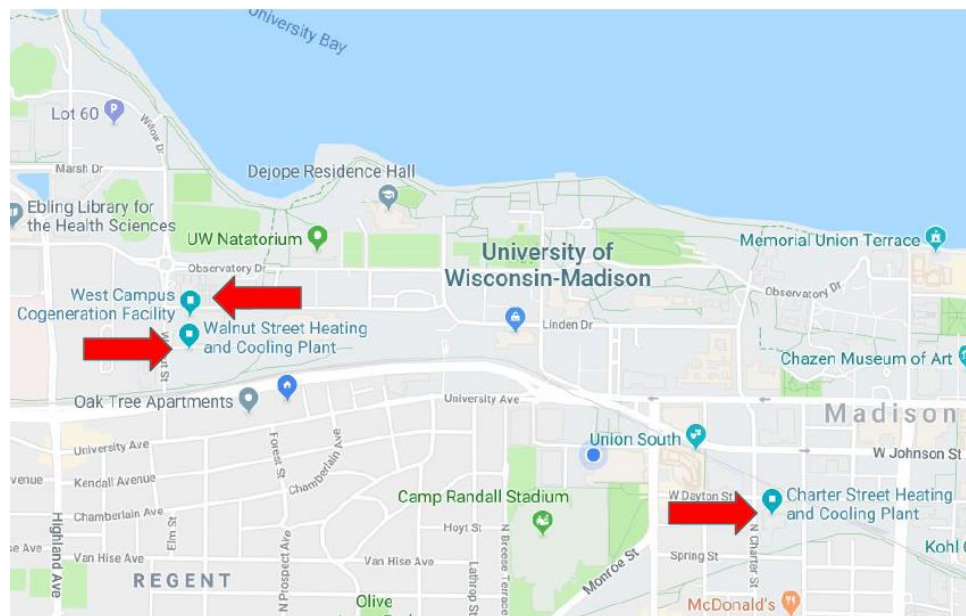 University Bay
Lot 60
Willow Dr
Marsh Dr
Dejope Residence Hall
Ebling Library for
the Health Sciences
UW Natatorium
University of
Wisconsin-Madison
Memorial Union Terrace
Observatory Dr
Observatory Dr
West Campus
Cogeneration Facility
Walnut Street Heating
and Cooling Plant
Linden Dr
Chazen Museum of Art
Oak Tree Apartments
University Ave
Madison
University Ave
Union South
W Johnson St
Kendall Avenue
Forest St
Chamberlain Ave
W Dayton St
Charter Street Heating
and Cooling Plant
Camp Randall Stadium
Chamberlain Ave
Highland Ave
Elm St
Hoyt St
N Breese Terrace
N Charter St
Spring St
Kohl
Van Hise Ave
N Prospect Ave
Van Hise Ave
Lathrop St
Monroe St
REGENT
Olive
McDonald's